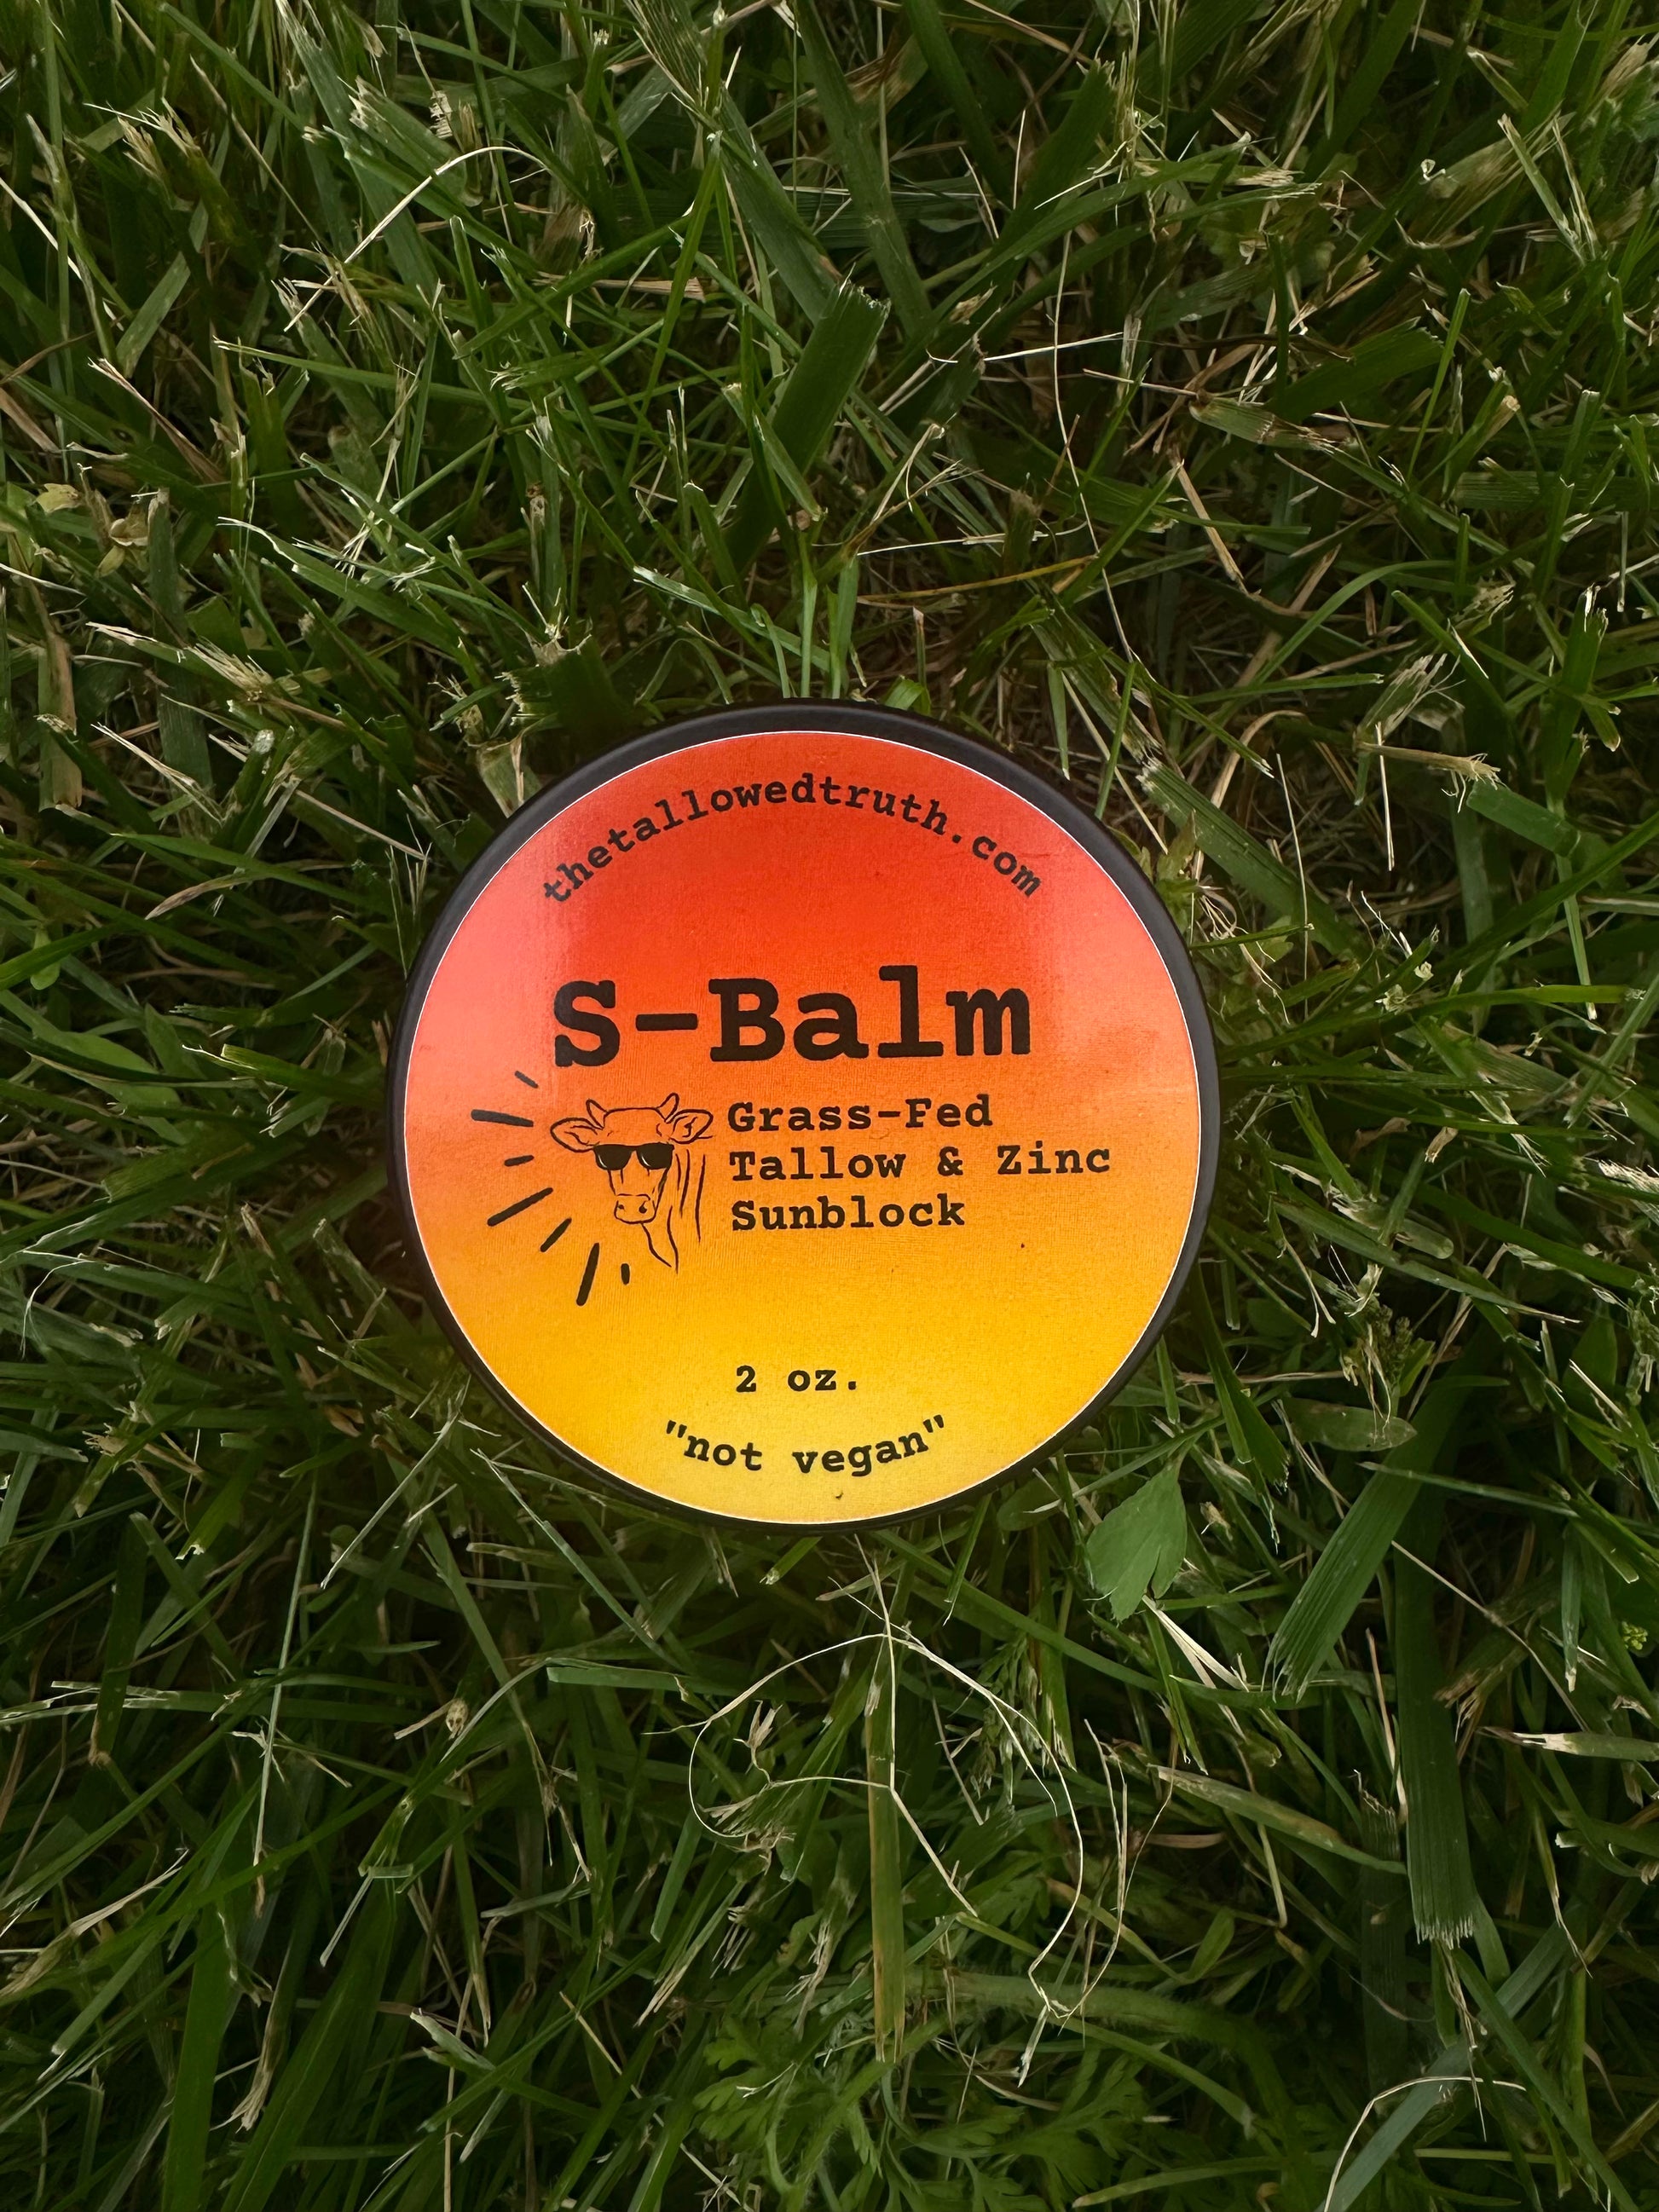 thetallowedtruth.com
S-Balm
Grass-Fed
Tallow & Zinc
Sunblock
2 oz.
"not vegan"